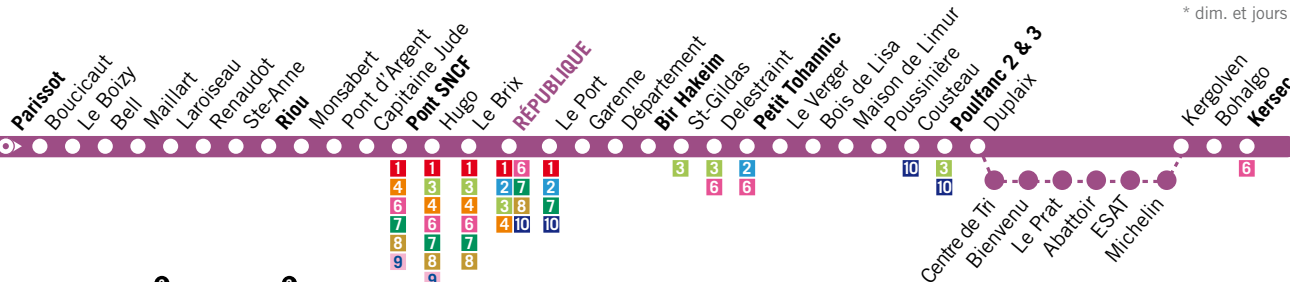 * dim. et jours
Parissot
Boucicaut
Le Boizy
Bell
Maillart
Laroiseau
Renaudot
Ste-Anne
Riou
Monsabert
Pont d'Argent
Capitaine Jude
Pont SNCF
Hugo
Le Brix
RÉPUBLIQUE
Le Port
Garenne
Département
Bir Hakeim
St-Gildas
Delestraint
Petit Tohannic
Le Verger
Bois de Lisa
Maison de Limur
Poussinière
Cousteau
Poulfanc 2 & 3
Duplaix
Kergolven
Bohalgo
Kersec
1 4 6 7 8 9
1 3 4 6 7 8 9
1 3 4 6 7 8
1 6
2 7
3 8
4 10
1 2 7 10
3
3 6
2 6
10
3 10
6
Centre de Tri
Bienvenu
Le Prat
Abattoir
ESAT
Michelin